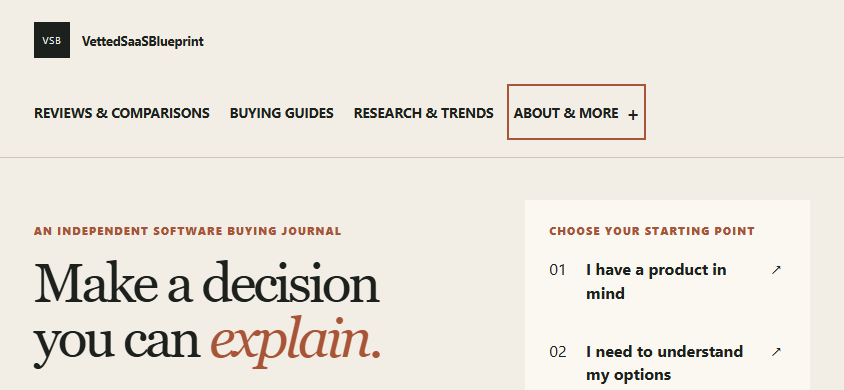 VSB VettedSaaSBlueprint
REVIEWS & COMPARISONS BUYING GUIDES RESEARCH & TRENDS ABOUT & MORE +
AN INDEPENDENT SOFTWARE BUYING JOURNAL
Make a decision
you can explain.
CHOOSE YOUR STARTING POINT
01 I have a product in ↗
mind
02 I need to understand ↗
my options